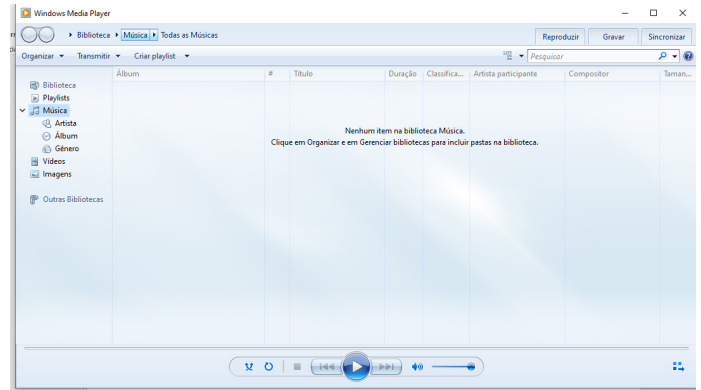 Windows Media Player
Biblioteca Música Todas as Músicas
Reproduzir Gravar Sincronizar
Organizar Transmitir Criar playlist
Pesquisar
Álbum # Título Duração Classifica... Artista participante Compositor Taman...
Biblioteca
Playlists
Música
Artista
Álbum
Gênero
Vídeos
Imagens
Outras Bibliotecas
Nenhum item na biblioteca Música.
Clique em Organizar e em Gerenciar bibliotecas para incluir pastas na biblioteca.